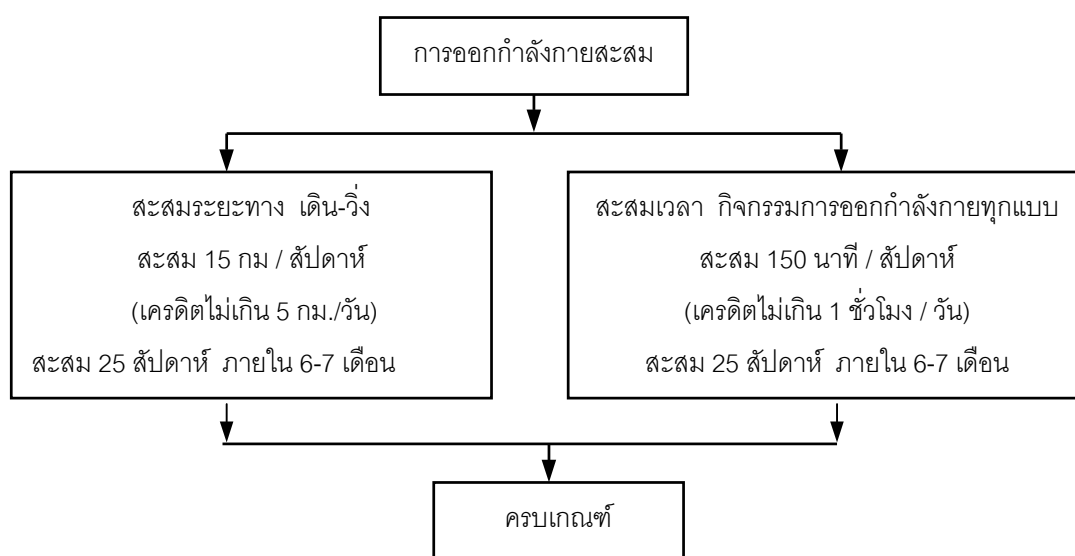 การออกกำลังกายสะสม
สะสมระยะทาง เดิน-วิ่ง
สะสม 15 กม / สัปดาห์
(เครดิตไม่เกิน 5 กม./วัน)
สะสม 25 สัปดาห์ ภายใน 6-7 เดือน
สะสมเวลา กิจกรรมการออกกำลังกายทุกแบบ
สะสม 150 นาที / สัปดาห์
(เครดิตไม่เกิน 1 ชั่วโมง / วัน)
สะสม 25 สัปดาห์ ภายใน 6-7 เดือน
ครบเกณฑ์